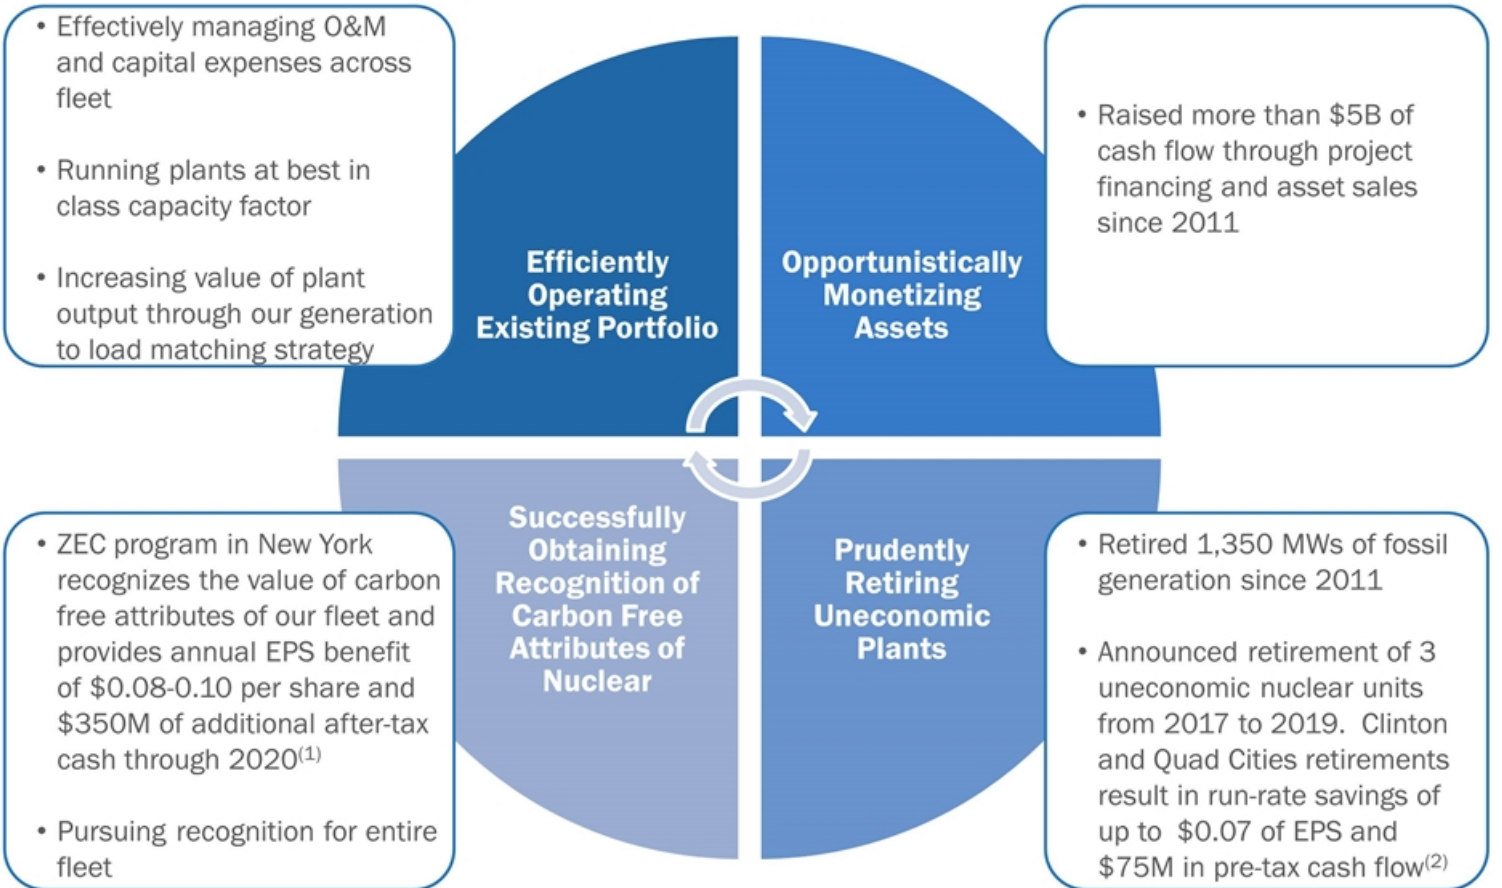 • Effectively managing O&M
and capital expenses across
fleet
• Running plants at best in
class capacity factor
• Increasing value of plant
output through our generation
to load matching strategy
Efficiently
Operating
Existing Portfolio
Opportunistically
Monetizing
Assets
• Raised more than $5B of
cash flow through project
financing and asset sales
since 2011
• ZEC program in New York
recognizes the value of carbon
free attributes of our fleet and
provides annual EPS benefit
of $0.08-0.10 per share and
$350M of additional after-tax
cash through 2020(1)
• Pursuing recognition for entire
fleet
Successfully
Obtaining
Recognition of
Carbon Free
Attributes of
Nuclear
Prudently
Retiring
Uneconomic
Plants
• Retired 1,350 MWs of fossil
generation since 2011
• Announced retirement of 3
uneconomic nuclear units
from 2017 to 2019.  Clinton
and Quad Cities retirements
result in run-rate savings of
up to  $0.07 of EPS and
$75M in pre-tax cash flow(2)